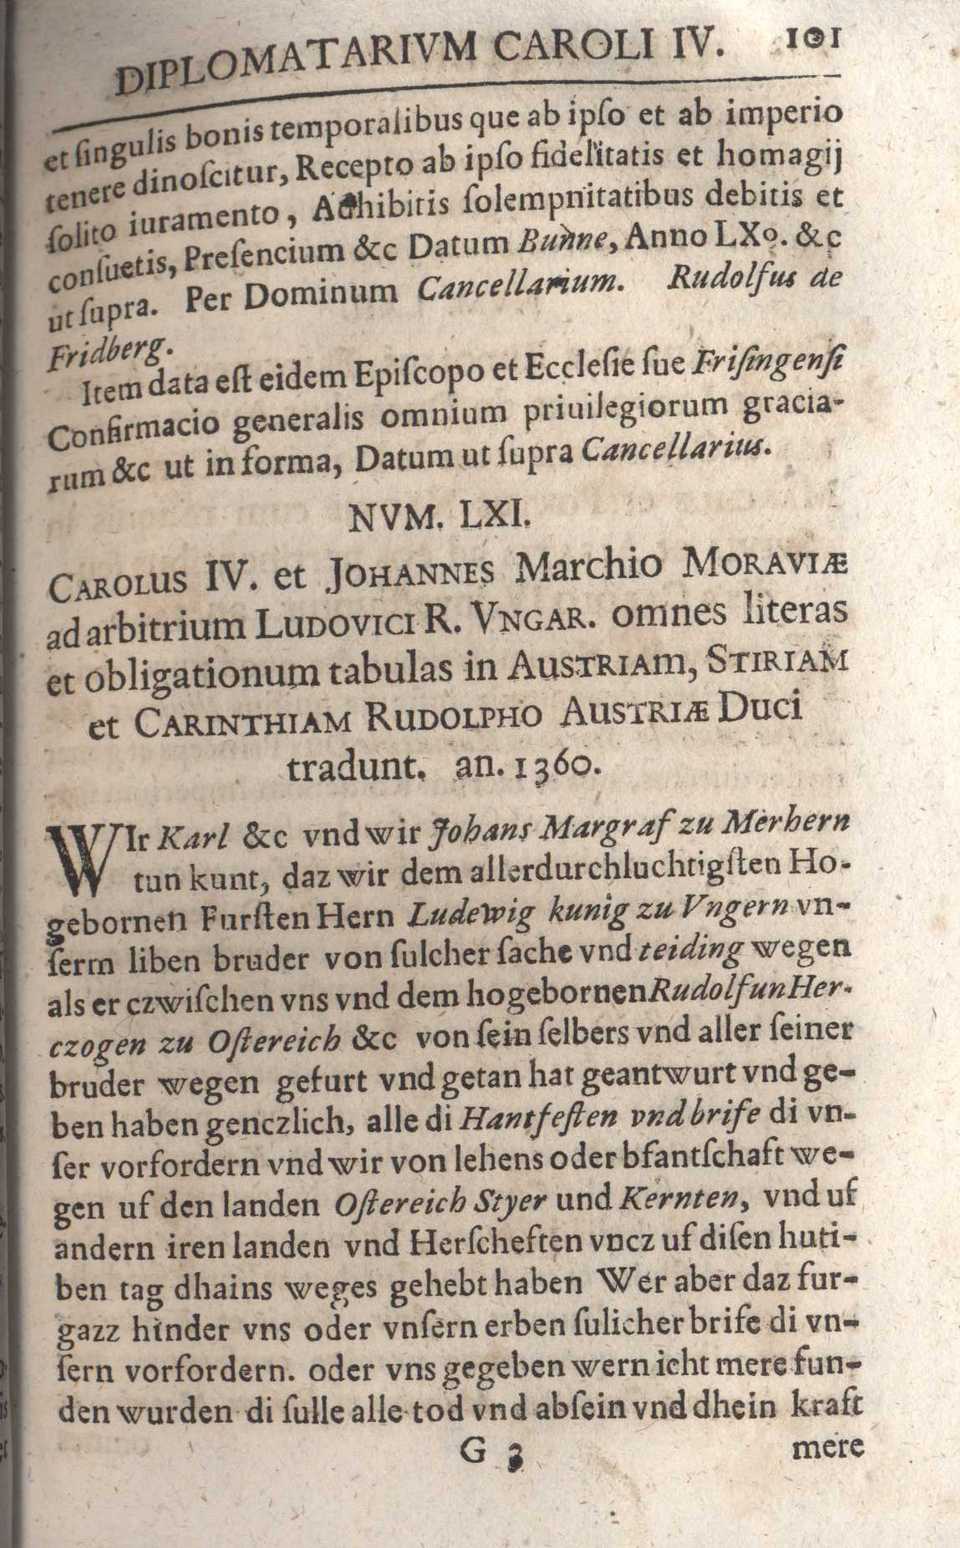 DIPLOMATARIVM CAROLI IV. 101
et ſingulis bonis temporalibus que ab ipſo et ab imperio
tenere dinoſcitur, Recepto ab ipſo fidelitatis et homagij
ſolito iuramento, Adhibitis ſolempnitatibus debitis et
conſuetis, Preſencium &c Datum Bunne, Anno LXº. &c
ut ſupra. Per Dominum Cancellarium. Rudolfus de
Fridberg.
Item data eſt eidem Epiſcopo et Eccleſie ſue Friſingenſi
Confirmacio generalis omnium priuilegiorum gracia-
rum &c ut in forma, Datum ut ſupra Cancellarius.
NVM. LXI.
CAROLUS IV. et JOHANNES Marchio MORAVIÆ
ad arbitrium LUDOVICI R. VNGAR. omnes literas
et obligationum tabulas in AUSTRIAm, STIRIAM
et CARINTHIAM RUDOLPHO AUSTRIÆ Duci
tradunt. an. 1360.
WIr Karl &c vnd wir Johans Margraf zu Merhern
tun kunt, daz wir dem allerdurchluchtigſten Ho-
gebornen Furſten Hern Ludewig kunig zu Vngern vn-
ſerm liben bruder von ſulcher ſache vnd teiding wegen
als er czwiſchen vns vnd dem hogebornen Rudolf un Her-
czogen zu Oſtereich &c von ſein ſelbers vnd aller ſeiner
bruder wegen gefurt vnd getan hat geantwurt vnd ge-
ben haben genczlich, alle di Hantfeſten vnd brife di vn-
ſer vorfordern vnd wir von lehens oder bfantſchaft we-
gen uf den landen Oſtereich Styer und Kernten, vnd uf
andern iren landen vnd Herſcheften vncz uf diſen huti-
ben tag dhains weges gehebt haben Wer aber daz fur-
gazz hinder vns oder vnſern erben ſulicher brife di vn-
ſern vorfordern. oder vns gegeben wern icht mere fun-
den wurden di ſulle alle tod vnd abſein vnd dhein kraft
G 3 mere